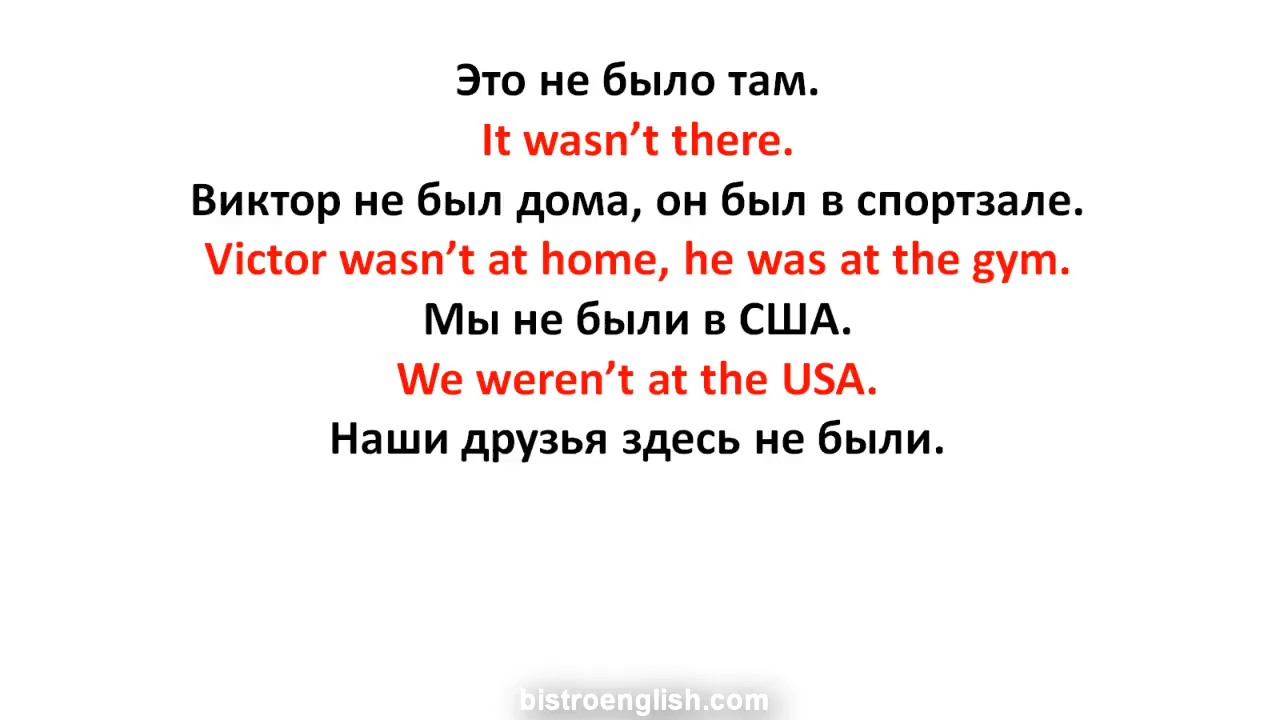 Это не было там.
It wasn’t there.
Виктор не был дома, он был в спортзале.
Victor wasn’t at home, he was at the gym.
Мы не были в США.
We weren’t at the USA.
Наши друзья здесь не были.
bistroenglish.com